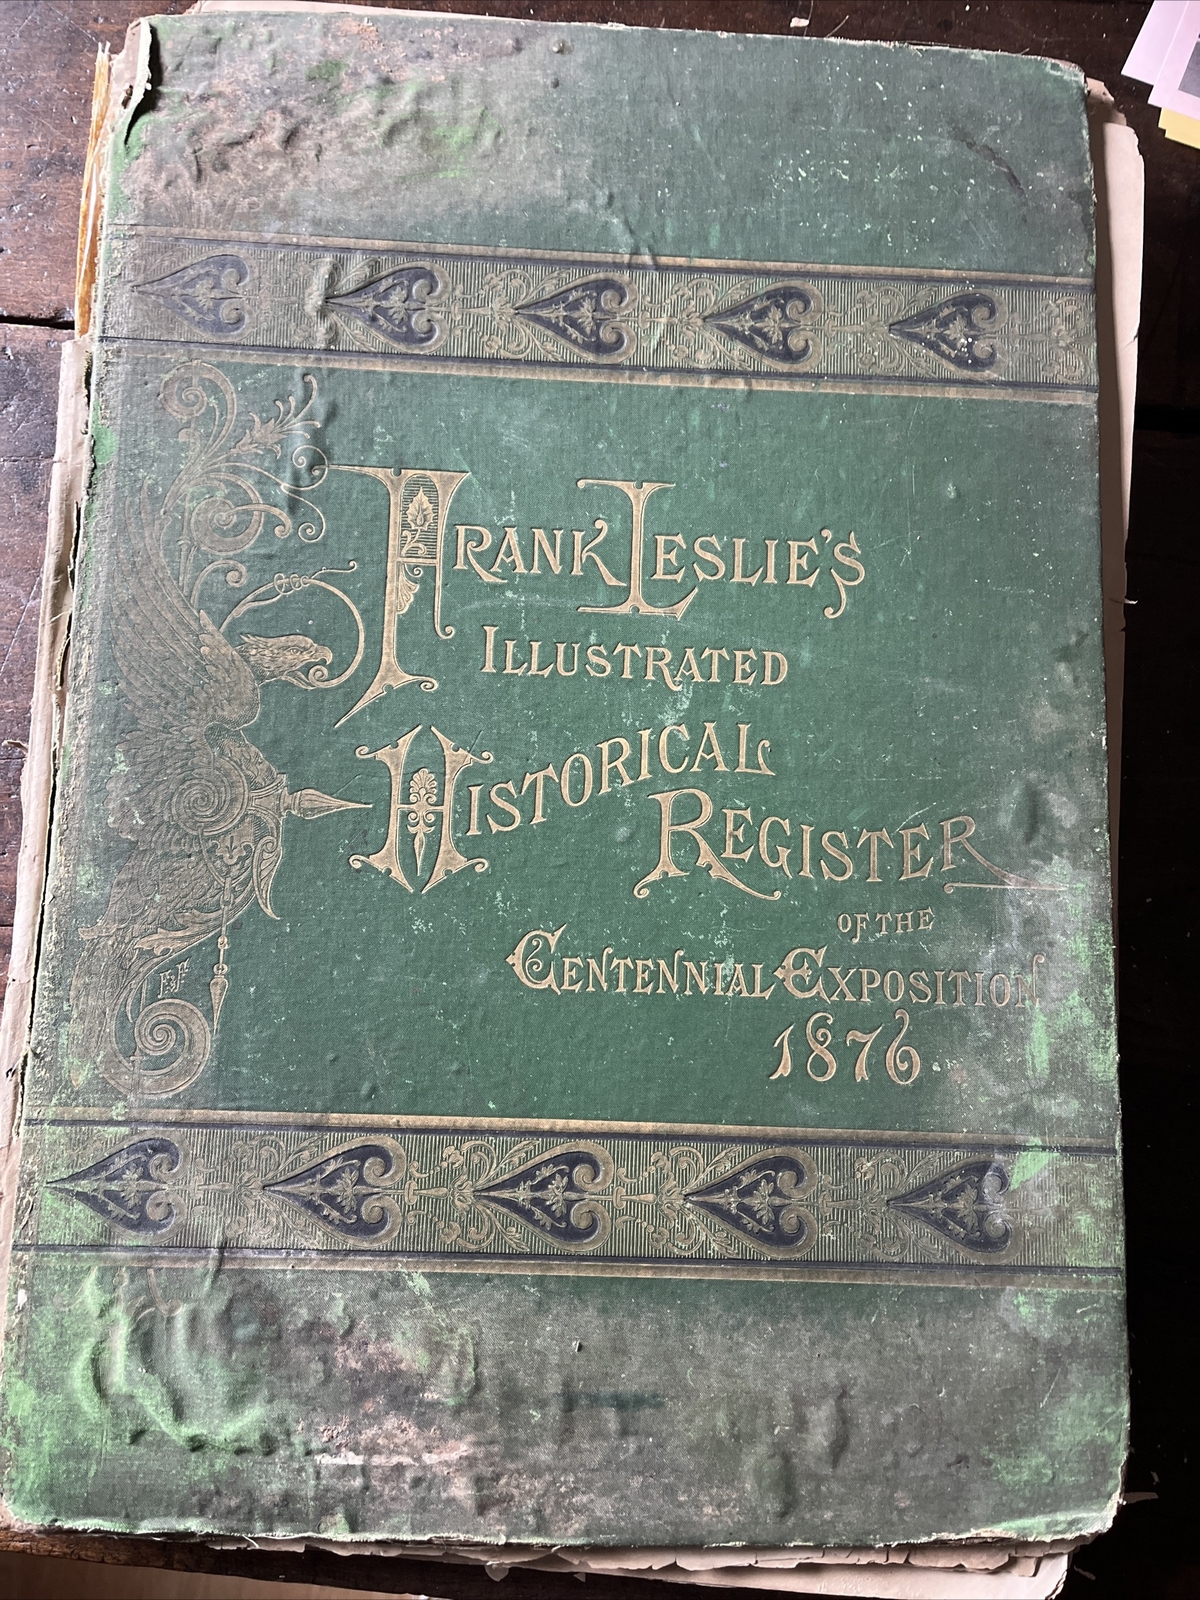 FRANK LESLIE'S
ILLUSTRATED
HISTORICAL
REGISTER
OF THE
CENTENNIAL EXPOSITION
1876